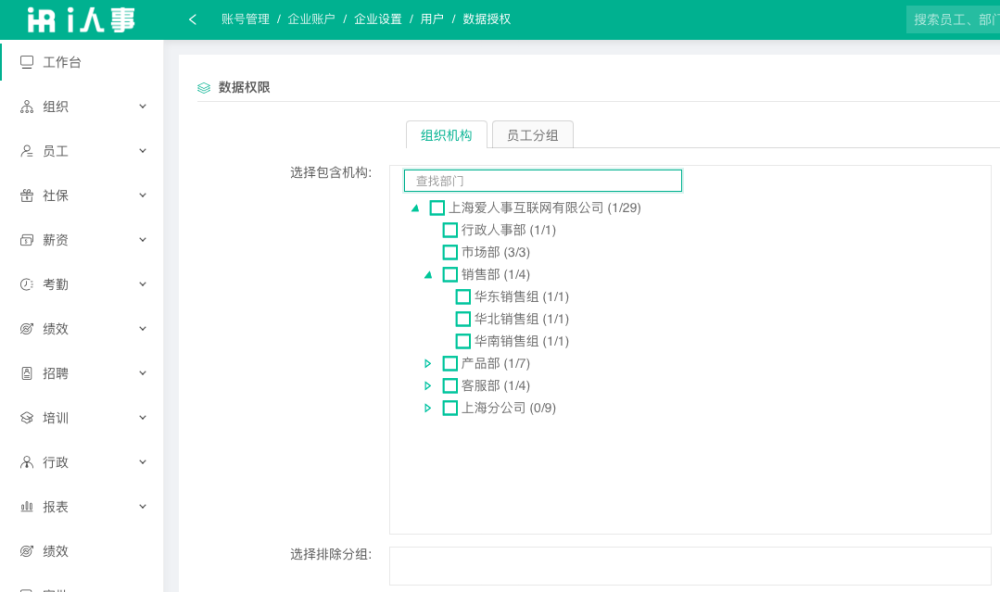 iR i人事
账号管理 / 企业账户 / 企业设置 / 用户 / 数据授权
搜索员工、部门
工作台
组织
员工
社保
薪资
考勤
绩效
招聘
培训
行政
报表
绩效
数据权限
组织机构
员工分组
选择包含机构:
查找部门
上海爱人事互联网有限公司 (1/29)
行政人事部 (1/1)
市场部 (3/3)
销售部 (1/4)
华东销售组 (1/1)
华北销售组 (1/1)
华南销售组 (1/1)
产品部 (1/7)
客服部 (1/4)
上海分公司 (0/9)
选择排除分组: